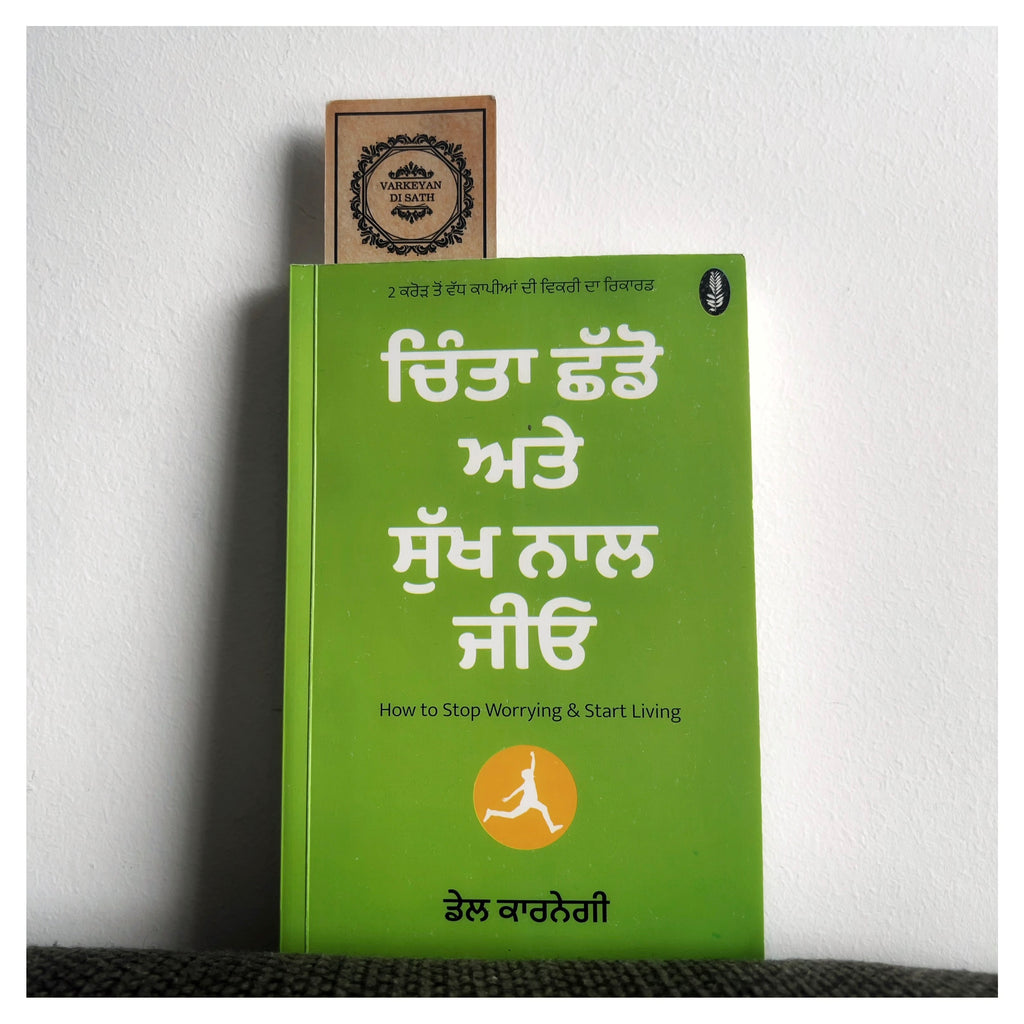 VARKEYAN
DI SATH
2 ਕਰੋੜ ਤੋਂ ਵੱਧ ਕਾਪੀਆਂ ਦੀ ਵਿਕਰੀ ਦਾ ਰਿਕਾਰਡ
ਚਿੰਤਾ ਛੱਡੋ
ਅਤੇ
ਸੁੱਖ ਨਾਲ
ਜੀਓ
How to Stop Worrying & Start Living
ਡੇਲ ਕਾਰਨੇਗੀ